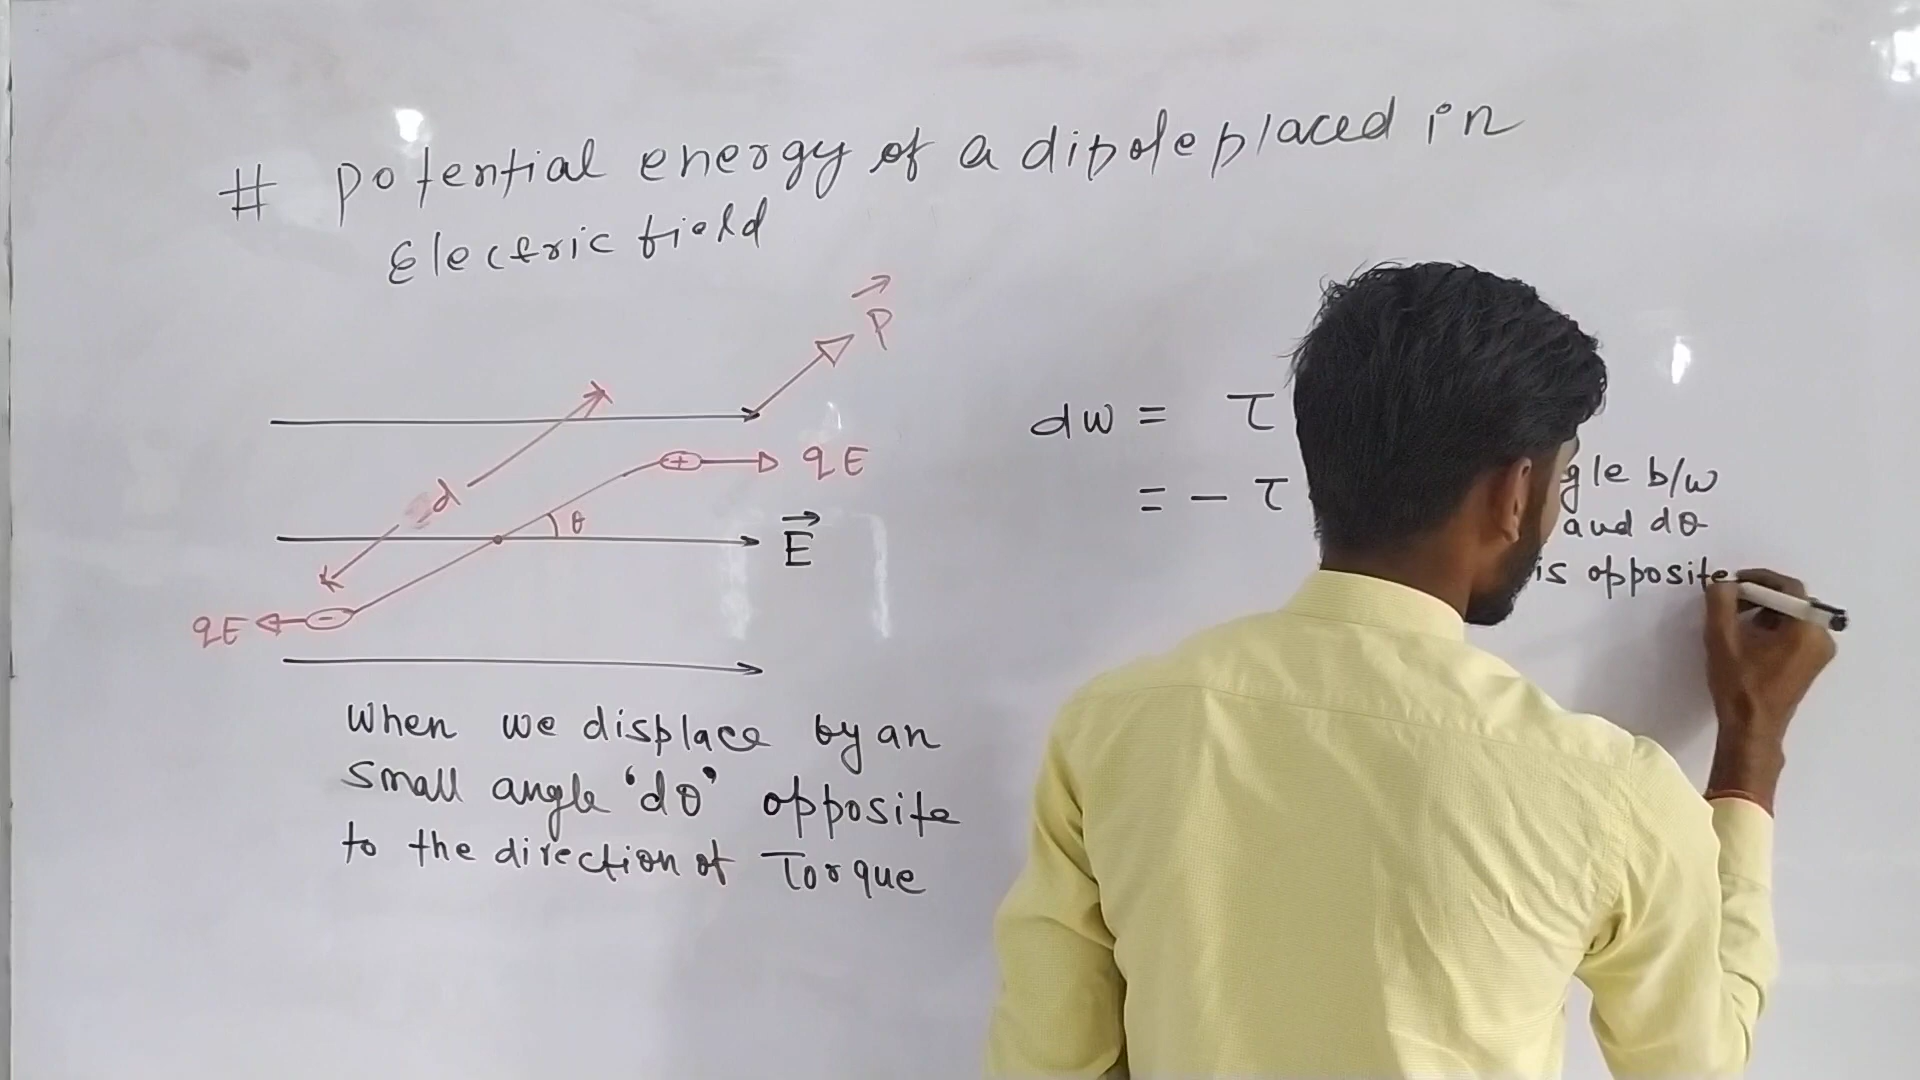 # Potential energy of a dipole placed in
Electric field
P
d
+
qE
θ
E
-
qE
When we displace by an
small angle 'dθ' opposite
to the direction of Torque
dw = τ
= - τ
b/w
and dθ
is opposite